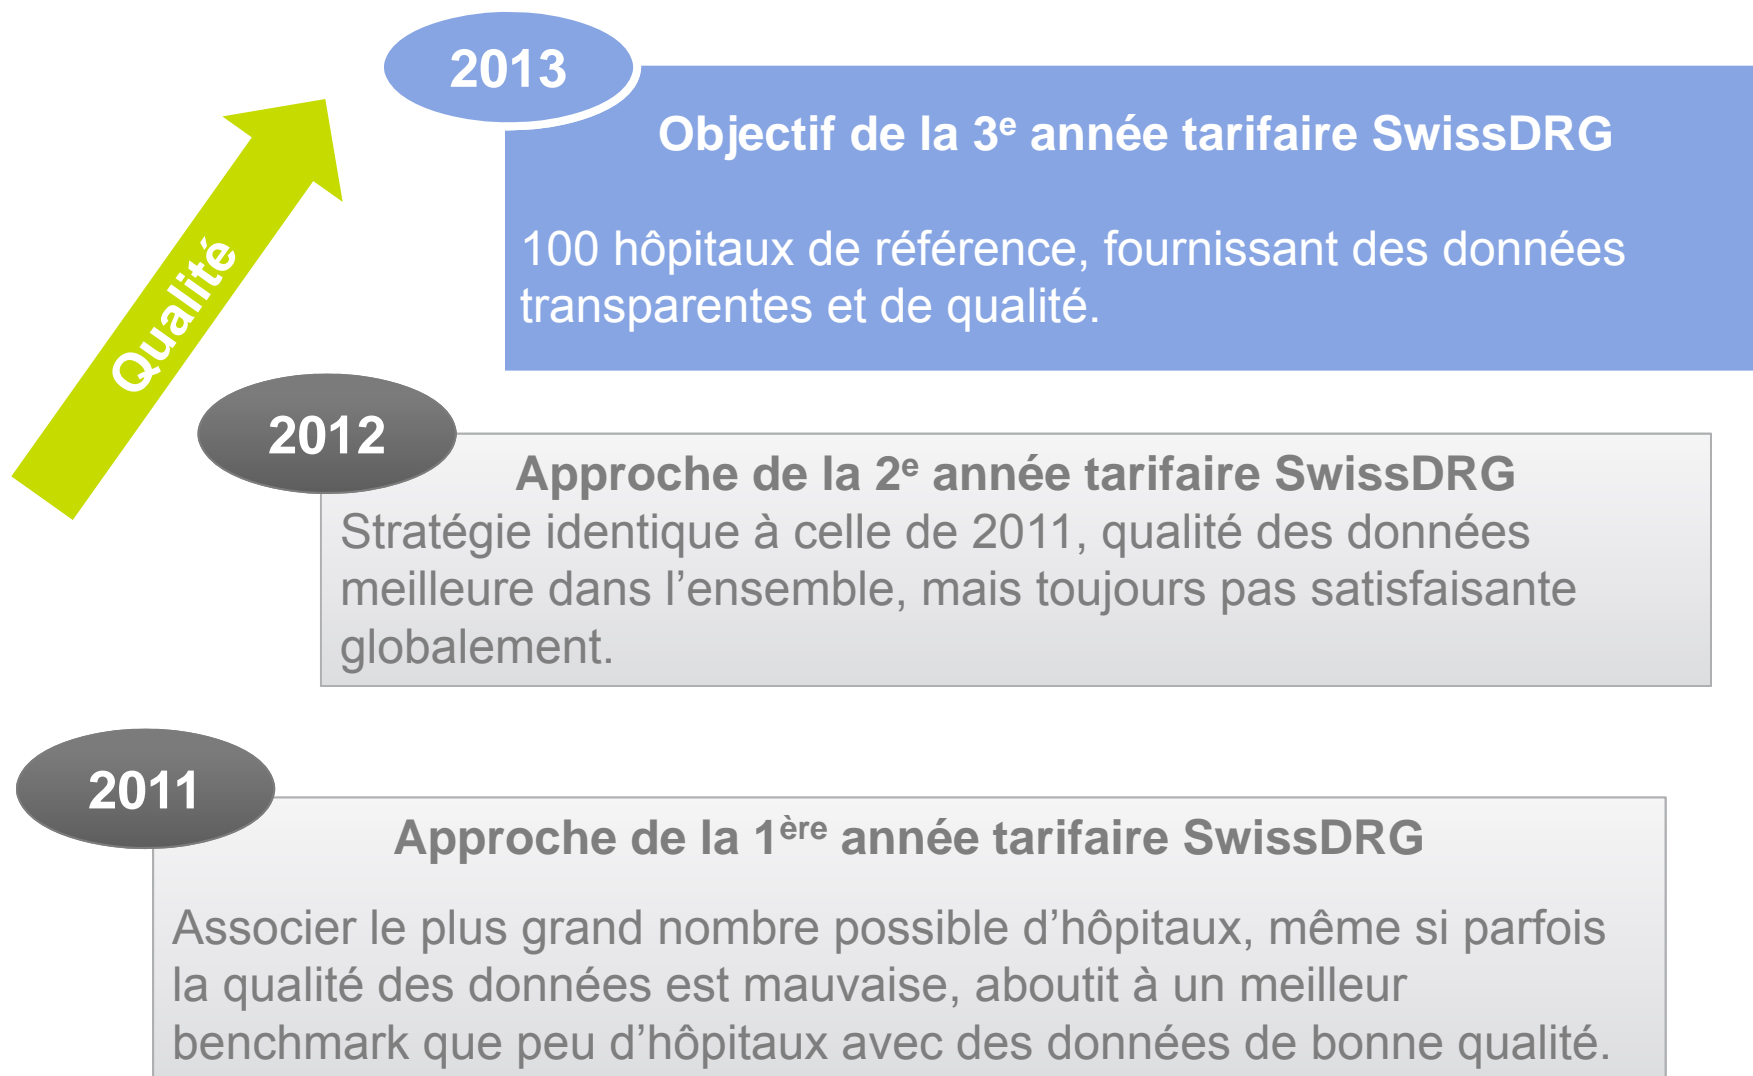 2013
Objectif de la 3e année tarifaire SwissDRG
100 hôpitaux de référence, fournissant des données
transparentes et de qualité.
Qualité
2012
Approche de la 2e année tarifaire SwissDRG
Stratégie identique à celle de 2011, qualité des données
meilleure dans l’ensemble, mais toujours pas satisfaisante
globalement.
2011
Approche de la 1ère année tarifaire SwissDRG
Associer le plus grand nombre possible d’hôpitaux, même si parfois
la qualité des données est mauvaise, aboutit à un meilleur
benchmark que peu d’hôpitaux avec des données de bonne qualité.